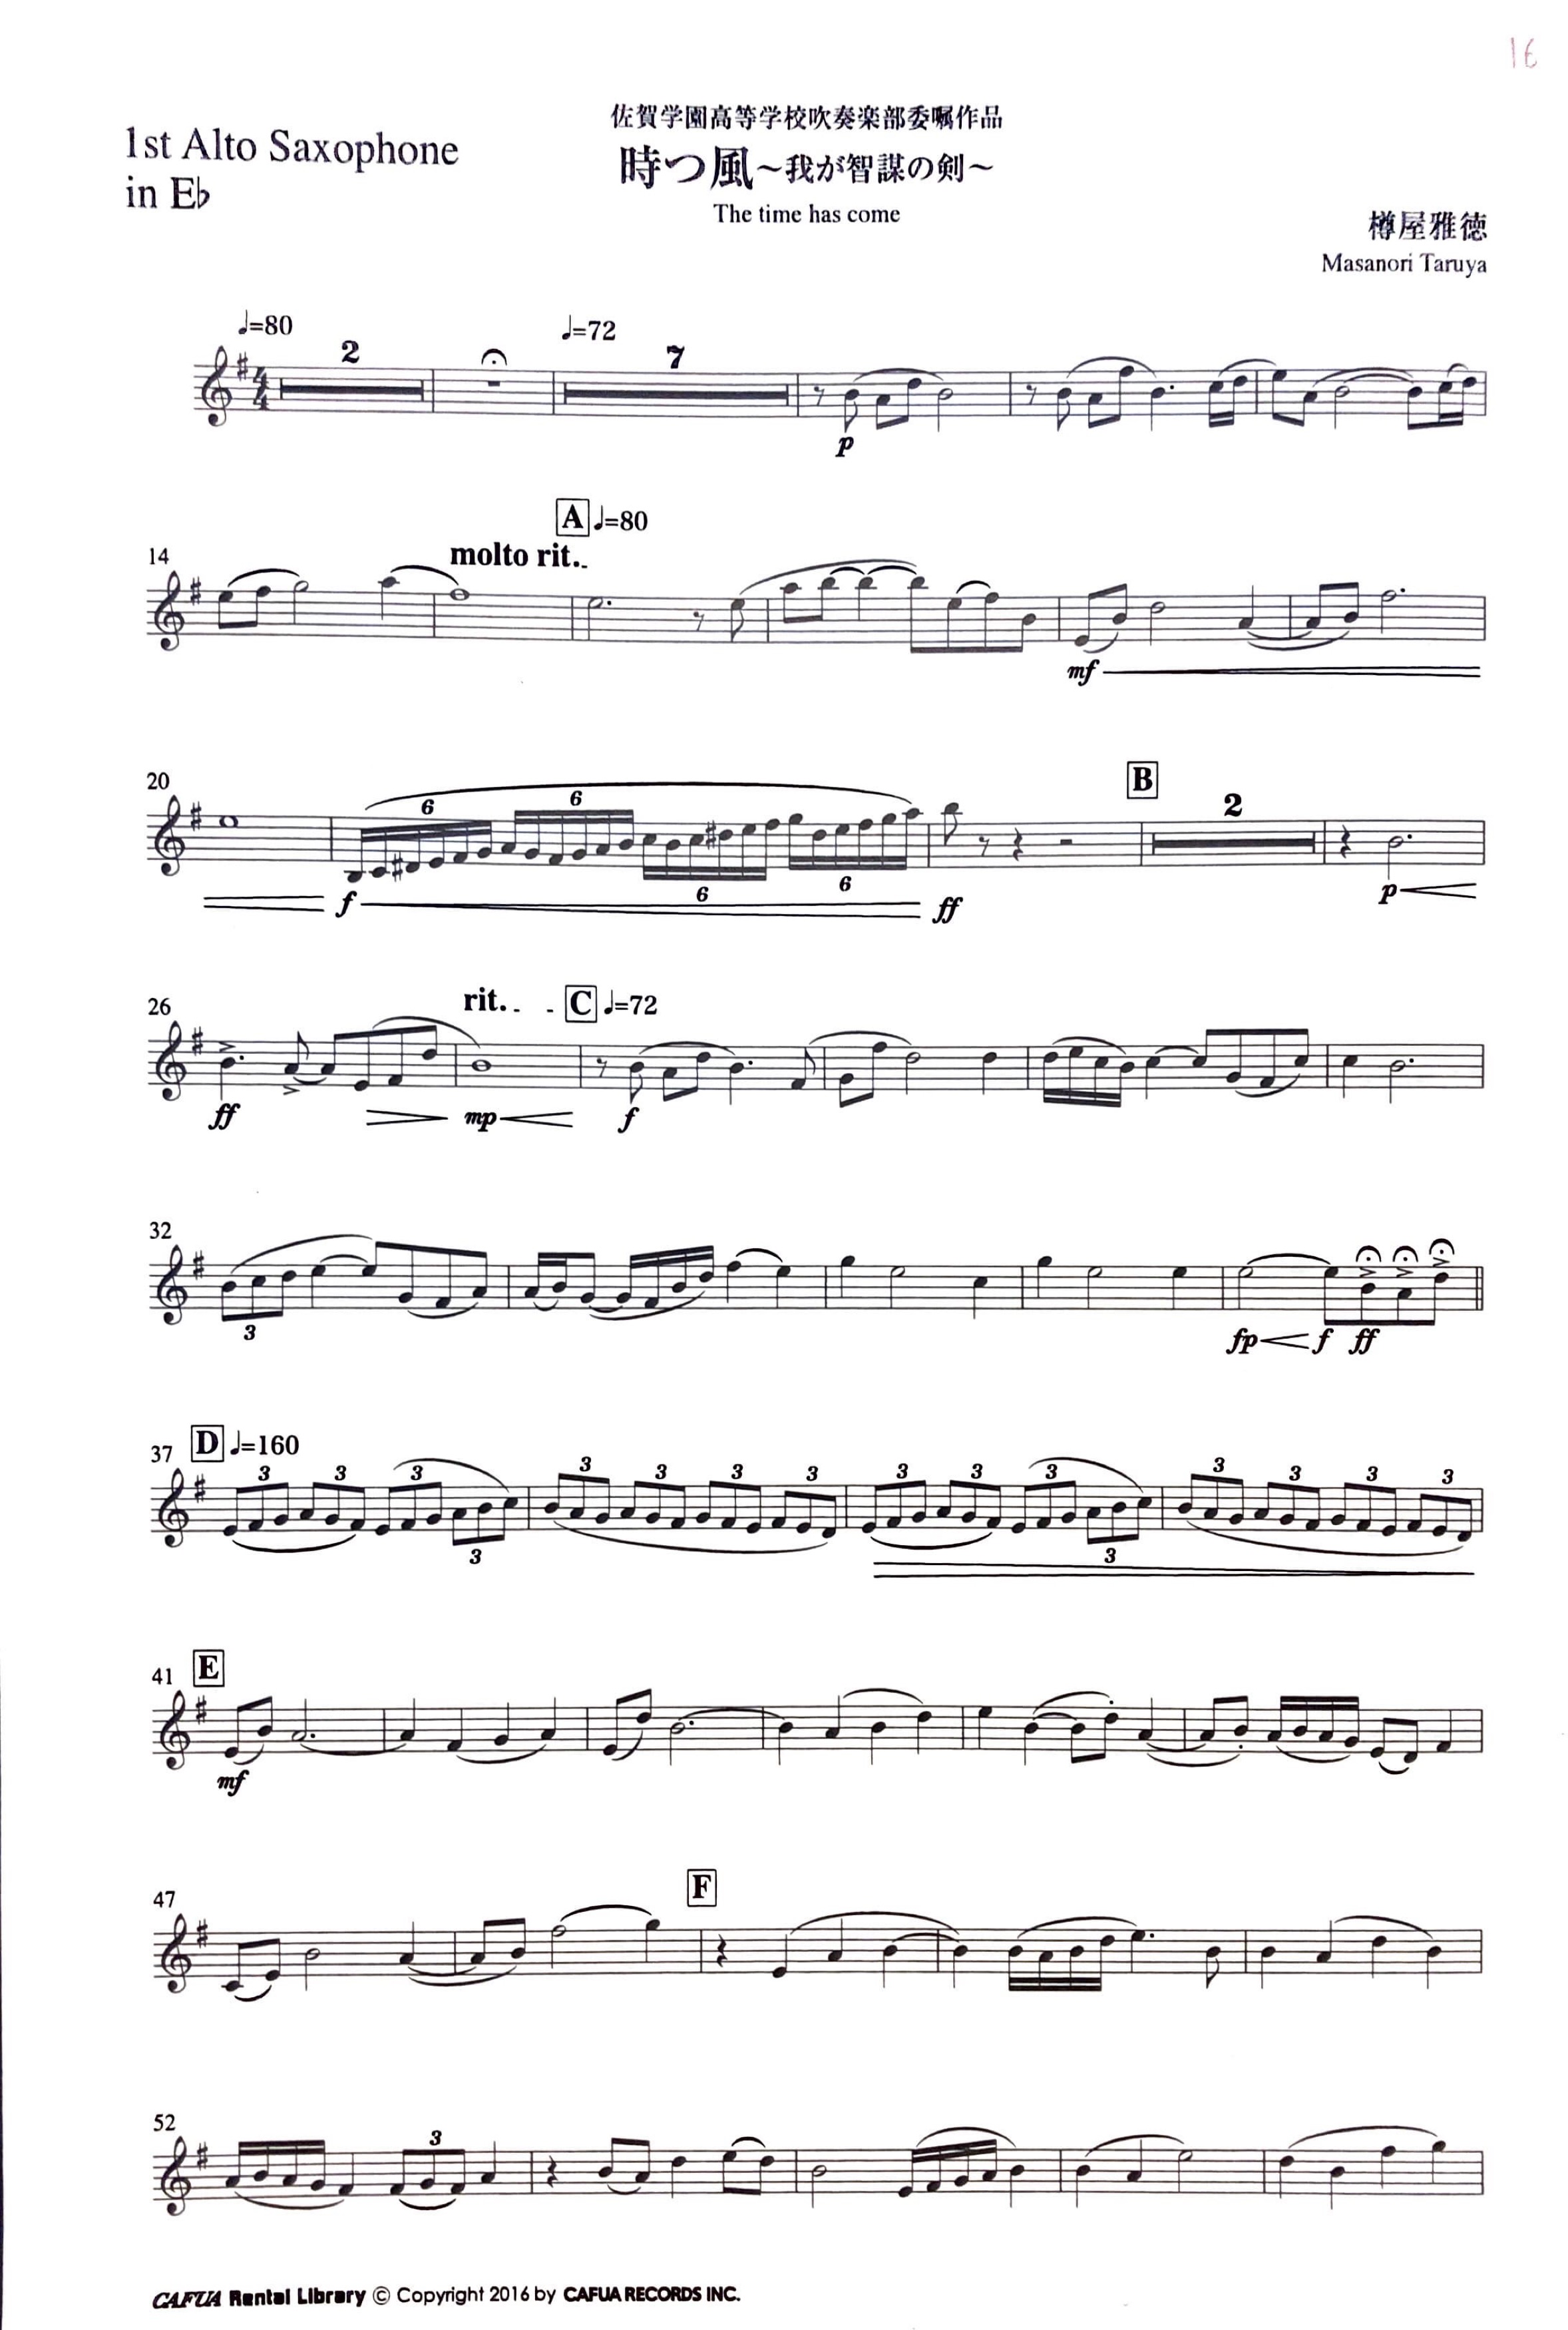 16
佐賀学園高等学校吹奏楽部委嘱作品
1st Alto Saxophone
in E♭
時つ風~我が智謀の剣~
The time has come
樽屋雅徳
Masanori Taruya
♩=80 ♩=72
2 7
p
A ♩=80
14 molto rit.
mf
B
20 6 6 2
6 6
f ff p
26 rit. C ♩=72
ff mp f
32
3
fp f ff
D ♩=160
37 3 3 3 3 3 3 3 3 3 3 3 3 3 3
3 3
41 E
mf
F
47
52 3
CAFUA Rental Library © Copyright 2016 by CAFUA RECORDS INC.